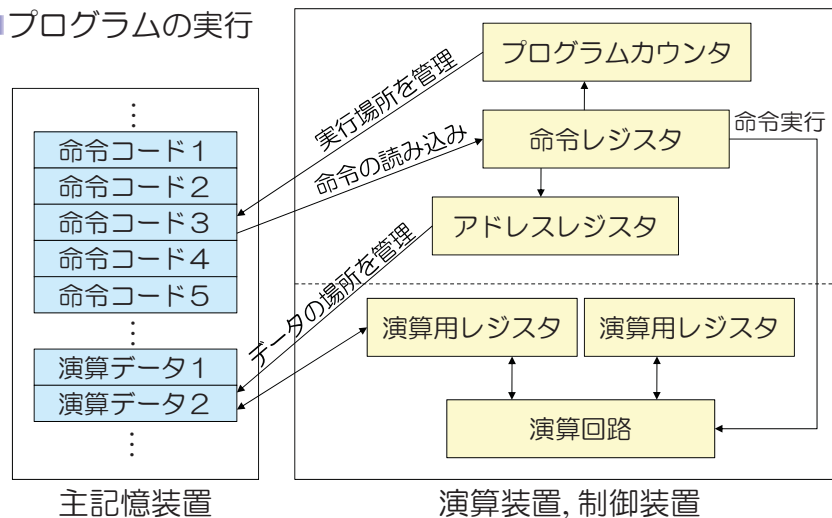 プログラムの実行
⋮
命令コード1
命令コード2
命令コード3
命令コード4
命令コード5
⋮
演算データ1
演算データ2
⋮
主記憶装置
実行場所を管理
命令の読み込み
データの場所を管理
プログラムカウンタ
命令レジスタ
命令実行
アドレスレジスタ
演算用レジスタ
演算用レジスタ
演算回路
演算装置, 制御装置